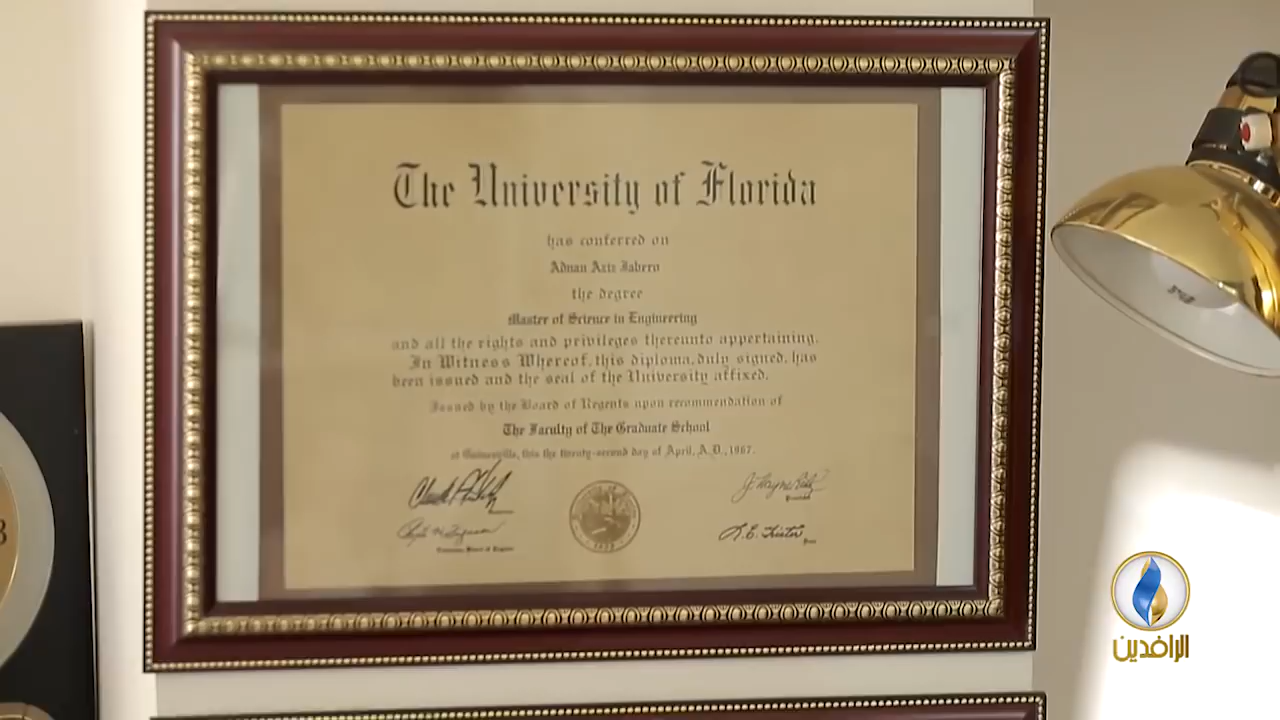 The University of Florida
has conferred on
Adnan Aziz Jabero
the degree
Master of Science in Engineering
and all the rights and privileges thereunto appertaining.
In Witness Whereof, this diploma, duly signed, has
been issued and the seal of the University affixed.
Issued by the Board of Regents upon recommendation of
The Faculty of The Graduate School
at Gainesville, this the twenty-second day of April, A.D., 1967.
President
الرافدين